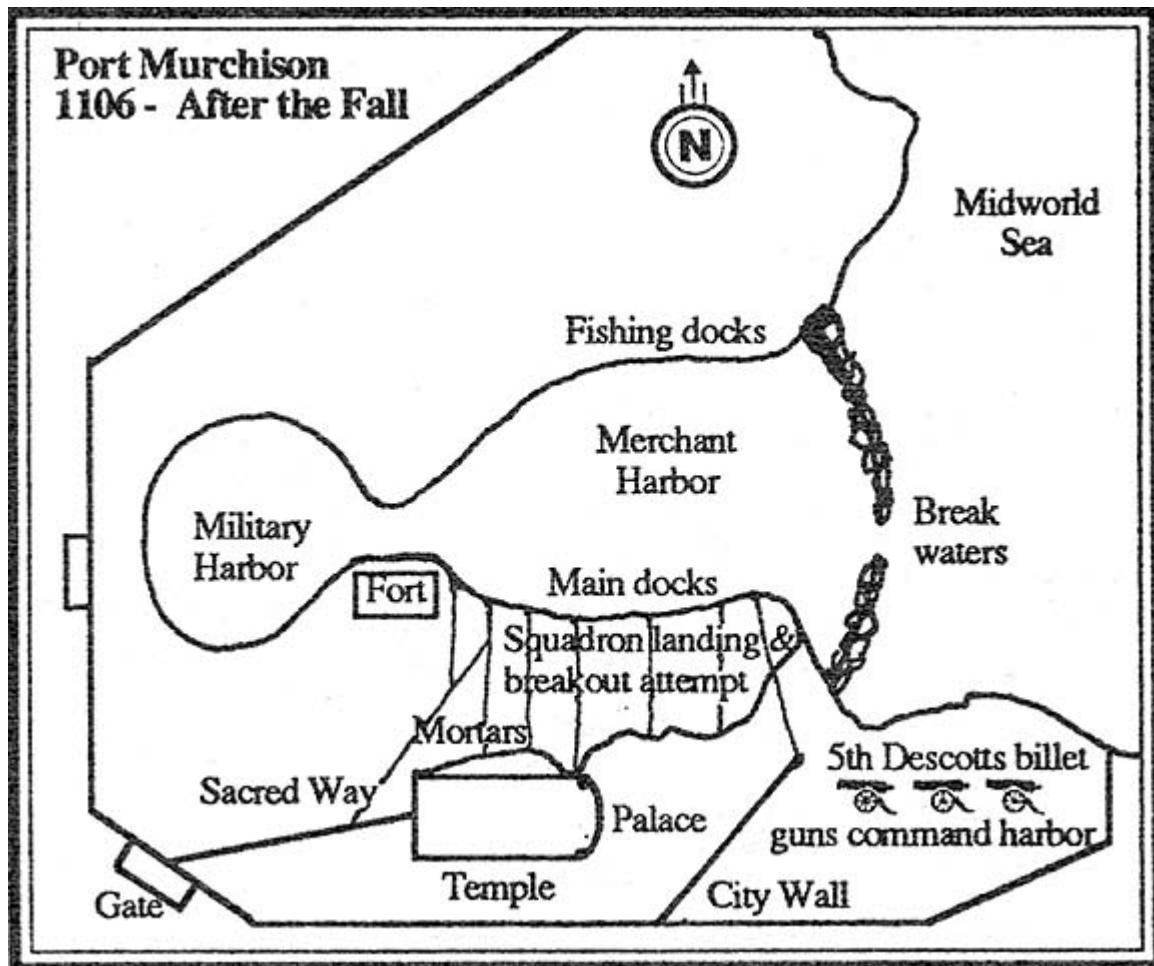 Port Murchison
1106 - After the Fall
N
Midworld
Sea
Fishing docks
Merchant
Harbor
Military
Harbor
Break
waters
Fort
Main docks
Squadron landing &
breakout attempt
Mortars
Sacred Way
5th Descotts billet
guns command harbor
Palace
Temple
Gate
City Wall